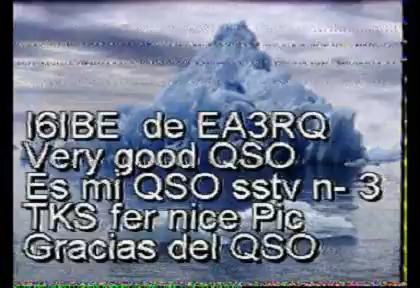 I6IBE de EA3RQ
Very good QSO
Es mi QSO sstv n- 3
TKS fer nice Pic
Gracias del QSO